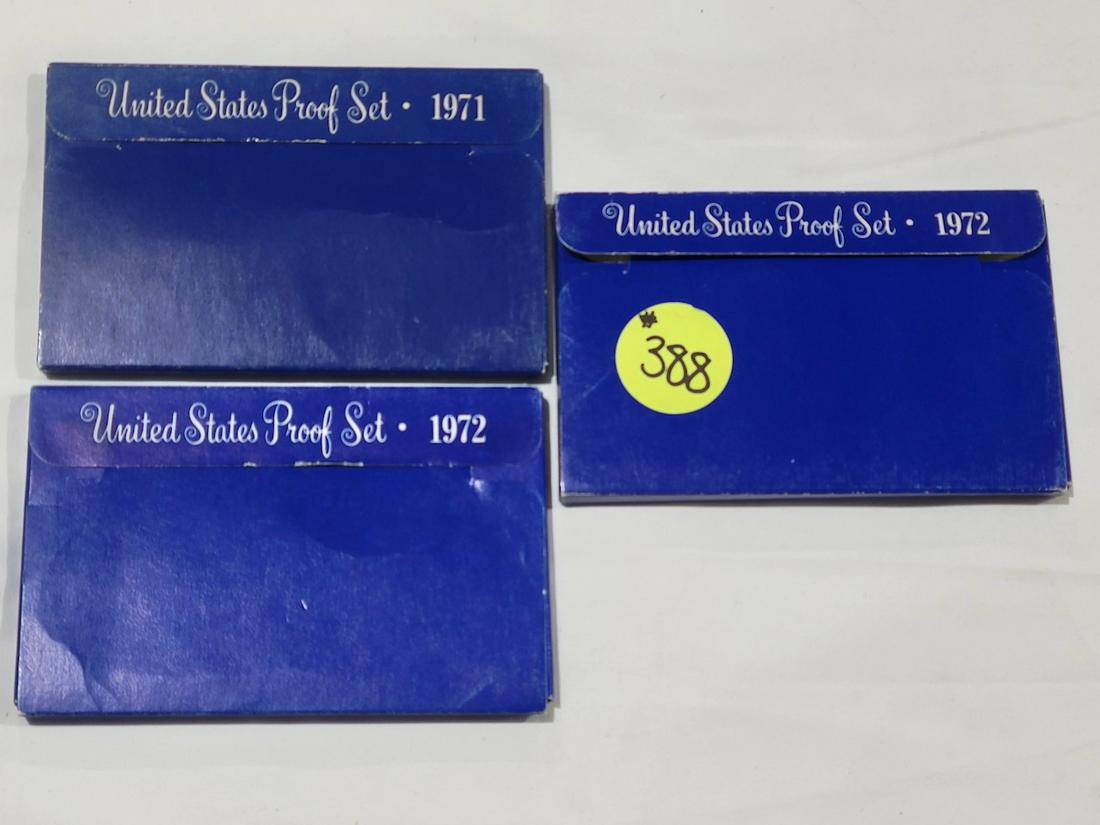 United States Proof Set • 1971
United States Proof Set • 1972
United States Proof Set • 1972
388